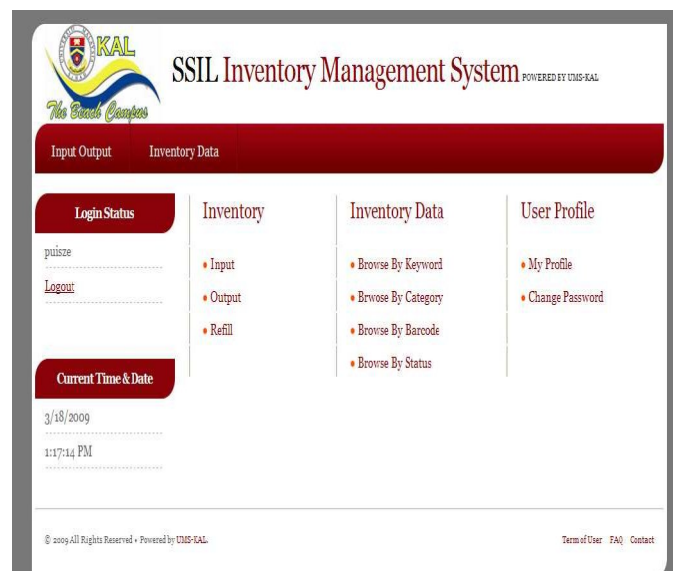 KAL
The Beach Campus
SSIL Inventory Management System POWERED BY UMS-KAL
Input Output Inventory Data
Login Status
puisze
Logout
Current Time & Date
3/18/2009
1:17:14 PM
Inventory
• Input
• Output
• Refill
Inventory Data
• Browse By Keyword
• Brwose By Category
• Browse By Barcode
• Browse By Status
User Profile
• My Profile
• Change Password
© 2009 All Rights Reserved • Powered by UMS-KAL.
Term of User FAQ Contact